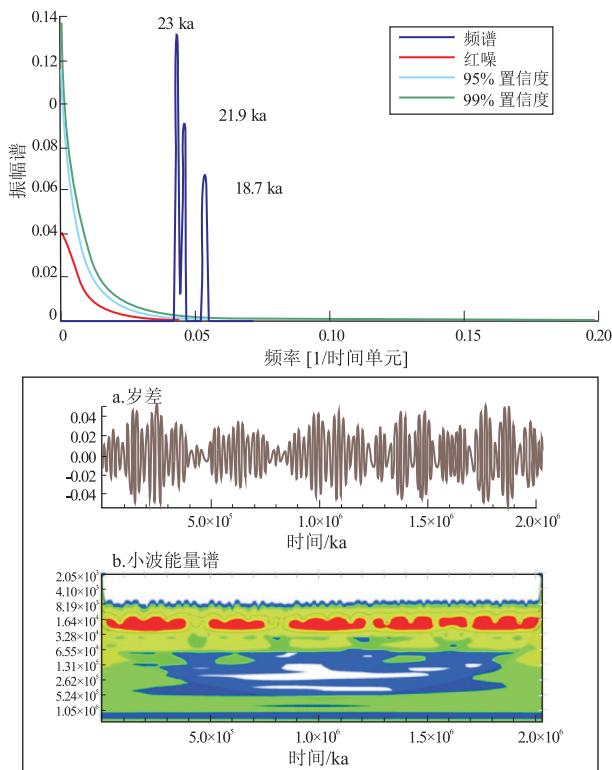 0.14
0.12
0
0.08
0.06
0.04
0.02
0
振幅谱
23 ka
21.9 ka
18.7 ka
频谱
红噪
95% 置信度
99% 置信度
0
0.05
0.10
0.15
0.20
频率 [1/时间单元]
a.岁差
0.04
0.02
0.00
-0.02
-0.04
5.0×10⁵
1.0×10⁶
1.5×10⁶
2.0×10⁶
时间/ka
b.小波能量谱
2.05×10³
4.10×10³
8.19×10³
1.64×10⁴
3.28×10⁴
6.55×10⁴
1.31×10⁵
2.62×10⁵
5.24×10⁵
1.05×10⁶
5.0×10⁵
1.0×10⁶
1.5×10⁶
2.0×10⁶
时间/ka